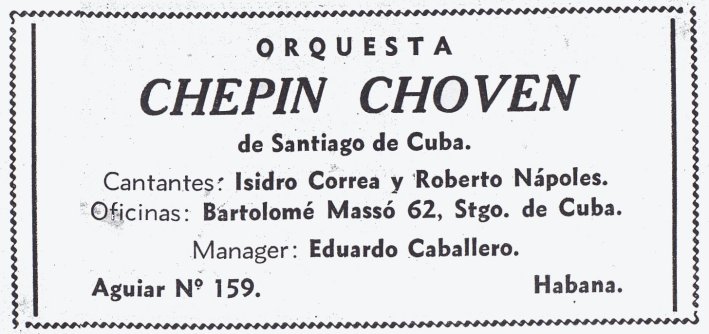 ORQUESTA
CHEPIN CHOVEN
de Santiago de Cuba.
Cantantes: Isidro Correa y Roberto Nápoles.
Oficinas: Bartolomé Massó 62, Stgo. de Cuba.
Manager: Eduardo Caballero.
Aguiar Nº 159. Habana.